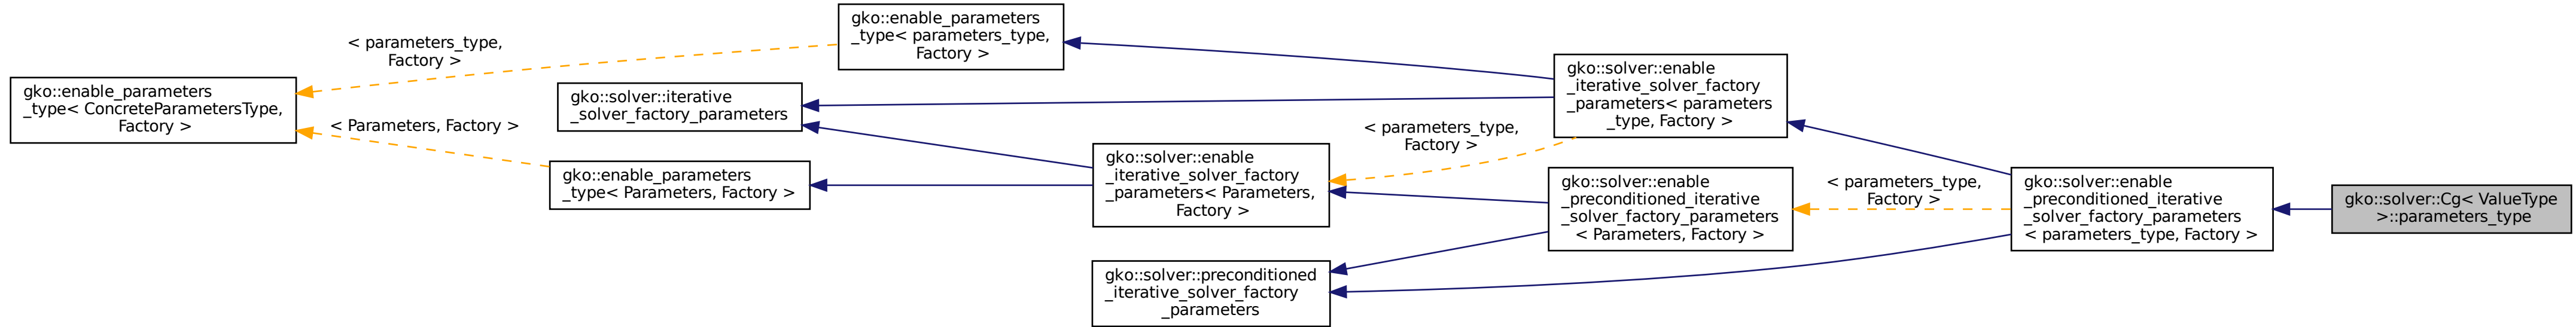 gko::enable_parameters
_type< ConcreteParametersType,
Factory >
< parameters_type,
Factory >
< Parameters, Factory >
gko::enable_parameters
_type< parameters_type,
Factory >
gko::solver::iterative
_solver_factory_parameters
gko::enable_parameters
_type< Parameters, Factory >
gko::solver::enable
_iterative_solver_factory
_parameters< Parameters,
Factory >
gko::solver::preconditioned
_iterative_solver_factory
_parameters
< parameters_type,
Factory >
gko::solver::enable
_iterative_solver_factory
_parameters< parameters
_type, Factory >
gko::solver::enable
_preconditioned_iterative
_solver_factory_parameters
< Parameters, Factory >
< parameters_type,
Factory >
gko::solver::enable
_preconditioned_iterative
_solver_factory_parameters
< parameters_type, Factory >
gko::solver::Cg< ValueType
>::parameters_type